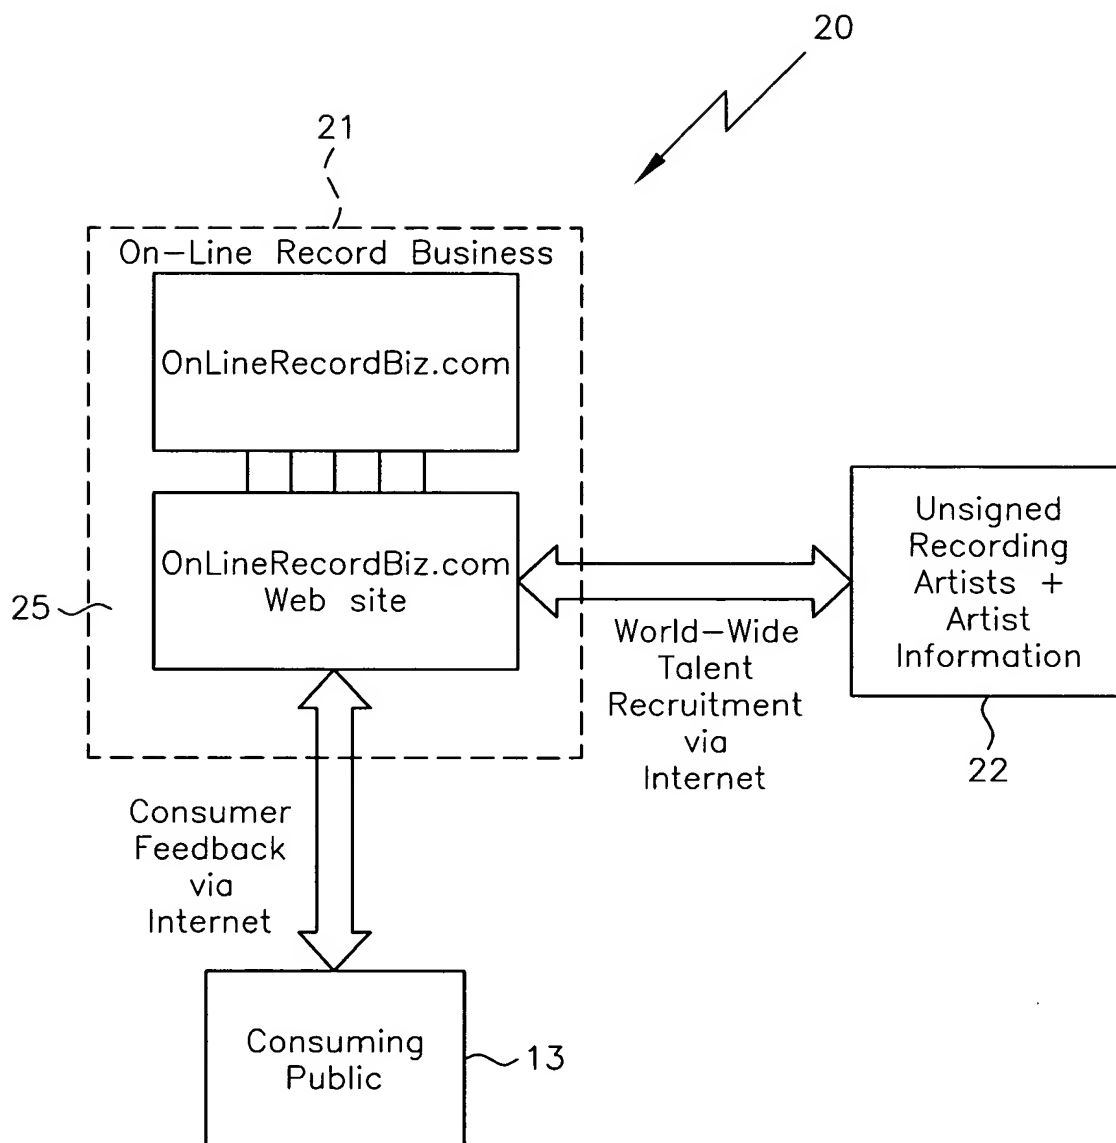 20
21
On-Line Record Business
OnLineRecordBiz.com
OnLineRecordBiz.com
Web site
25
World-Wide
Talent
Recruitment
via
Internet
Unsigned
Recording
Artists +
Artist
Information
22
Consumer
Feedback
via
Internet
Consuming
Public
13